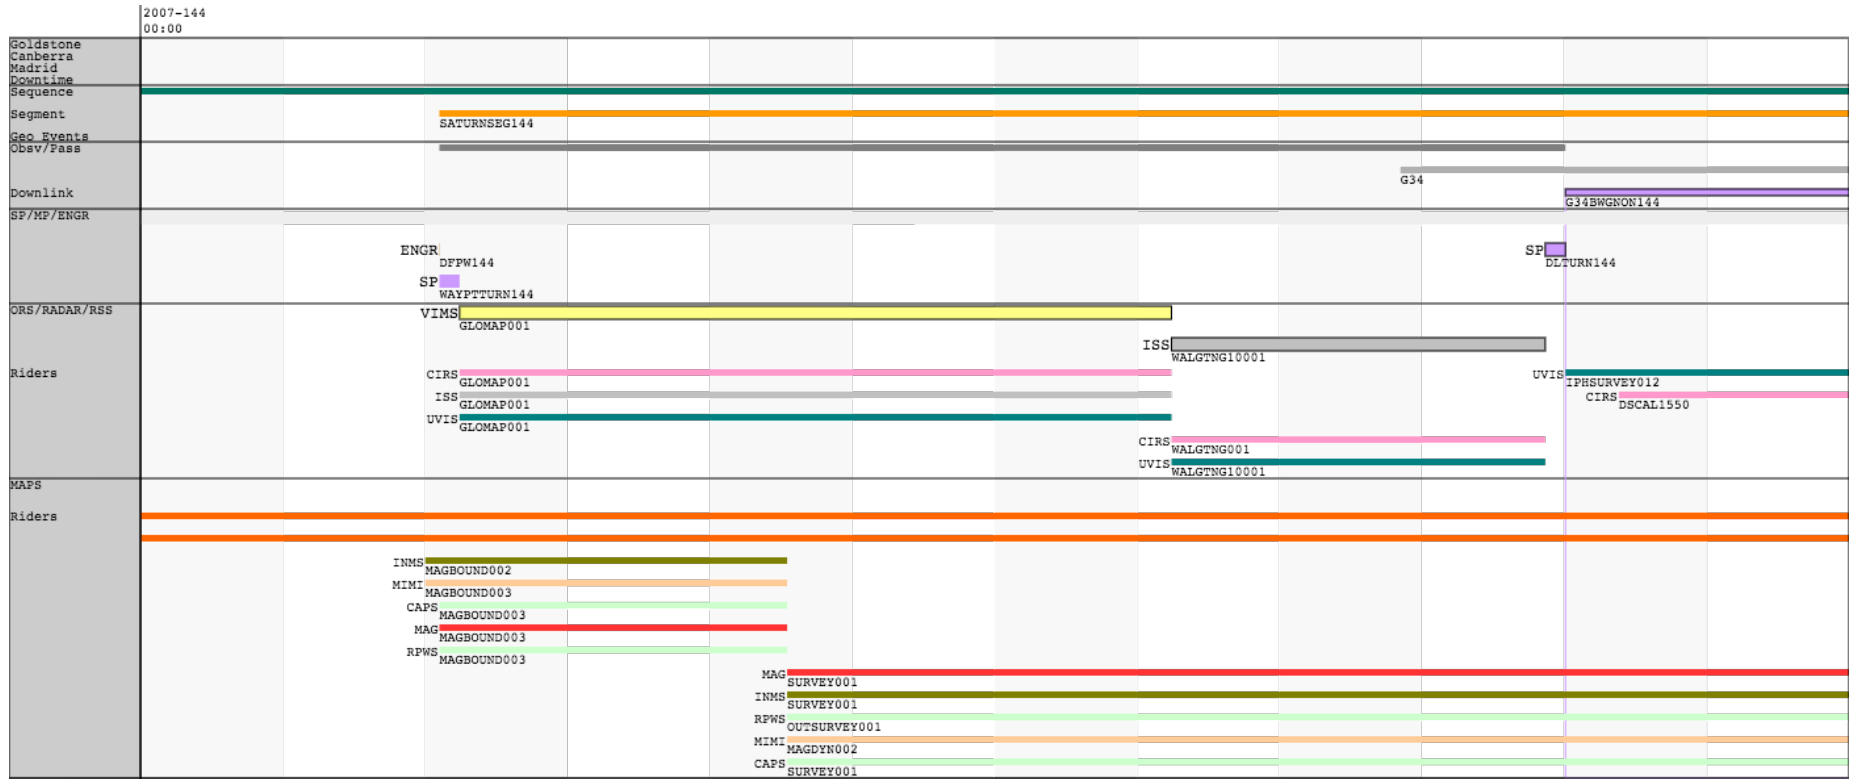 2007-144
00:00
Goldstone
Canberra
Madrid
Downtime
Sequence
Segment
SATURNSEG144
Geo Events
Obsv/Pass
G34
Downlink
G34BWGNON144
SP/MP/ENGR
ENGR
DFPW144
SP
DLTURN144
SP
WAYPTTURN144
ORS/RADAR/RSS
VIMS
GLOMAP001
ISS
WALGTNG10001
Riders
CIRS
GLOMAP001
UVIS
IPHSURVEY012
ISS
GLOMAP001
CIRS
DSCAL1550
UVIS
GLOMAP001
CIRS
WALGTNG001
UVIS
WALGTNG10001
MAPS
Riders
INMS
MAGBOUND002
MIMI
MAGBOUND003
CAPS
MAGBOUND003
MAG
MAGBOUND003
RPWS
MAGBOUND003
MAG
SURVEY001
INMS
SURVEY001
RPWS
OUTSURVEY001
MIMI
MAGDYN002
CAPS
SURVEY001